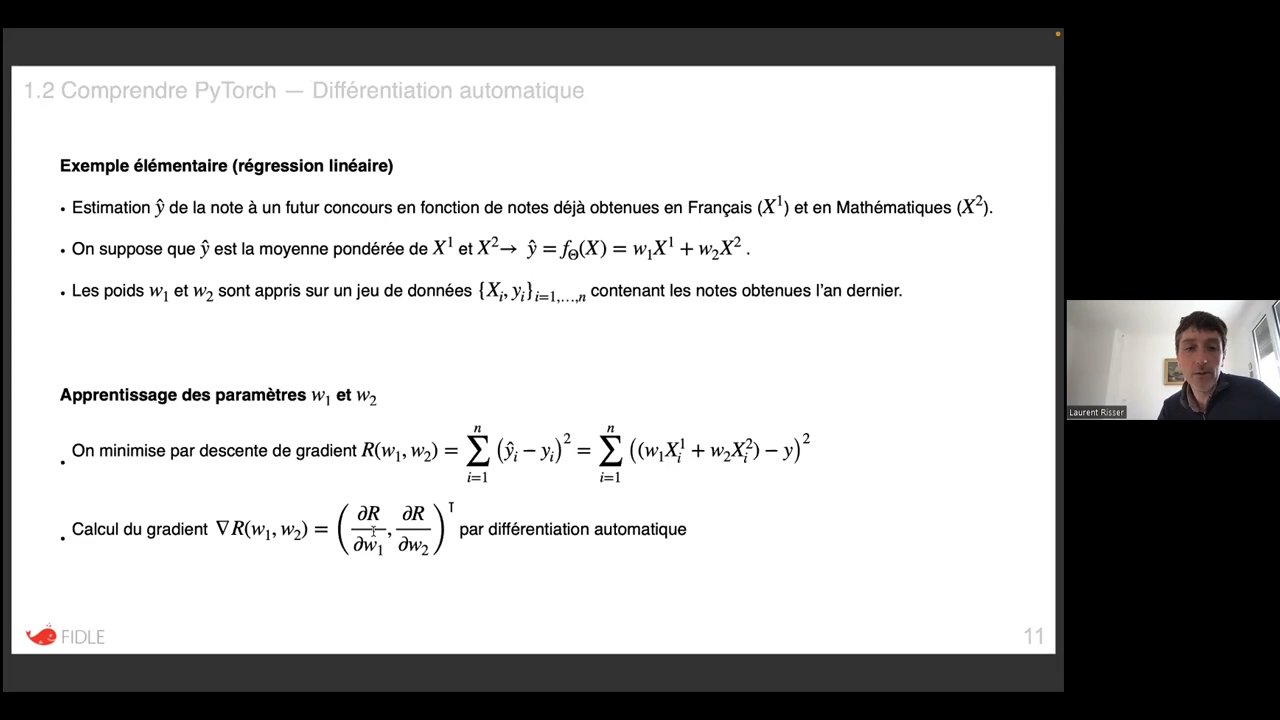 1.2 Comprendre PyTorch — Différentiation automatique
Exemple élémentaire (régression linéaire)
• Estimation ŷ de la note à un futur concours en fonction de notes déjà obtenues en Français (X¹) et en Mathématiques (X²).
• On suppose que ŷ est la moyenne pondérée de X¹ et X² → ŷ = f_Θ(X) = w₁X¹ + w₂X² .
• Les poids w₁ et w₂ sont appris sur un jeu de données {Xᵢ, yᵢ}ᵢ₌₁,…,ₙ contenant les notes obtenues l’an dernier.
Apprentissage des paramètres w₁ et w₂
• On minimise par descente de gradient R(w₁, w₂) = ∑ᵢ₌₁ⁿ (ŷᵢ − yᵢ)² = ∑ᵢ₌₁ⁿ ((w₁Xᵢ¹ + w₂Xᵢ²) − y)²
• Calcul du gradient ∇R(w₁, w₂) = (∂R/∂w₁, ∂R/∂w₂)ᵀ par différentiation automatique
FIDLE
11
Laurent Risser